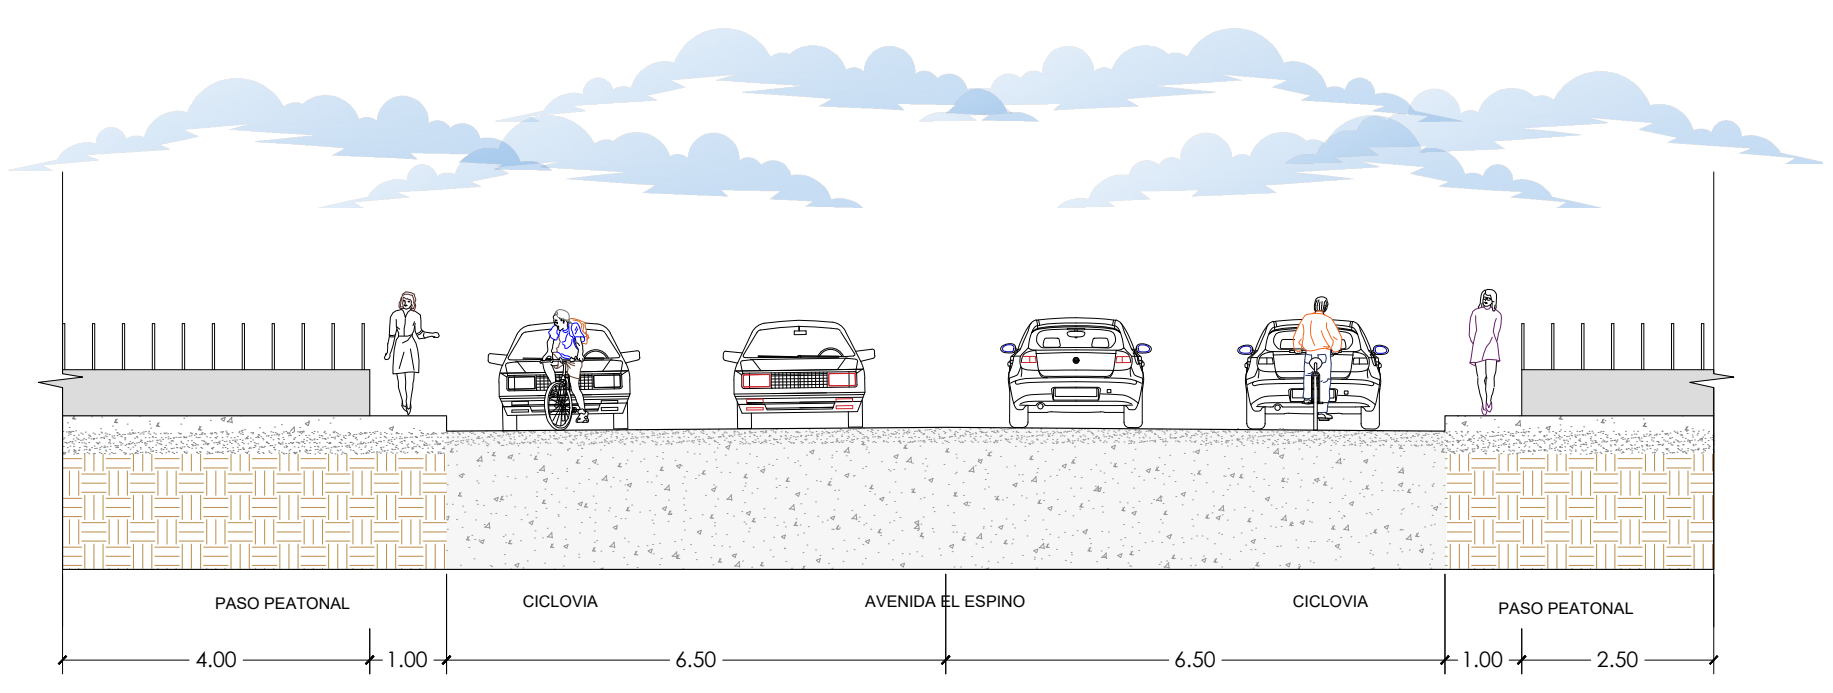 PASO PEATONAL
CICLOVIA
AVENIDA EL ESPINO
CICLOVIA
PASO PEATONAL
4.00
1.00
6.50
6.50
1.00
2.50